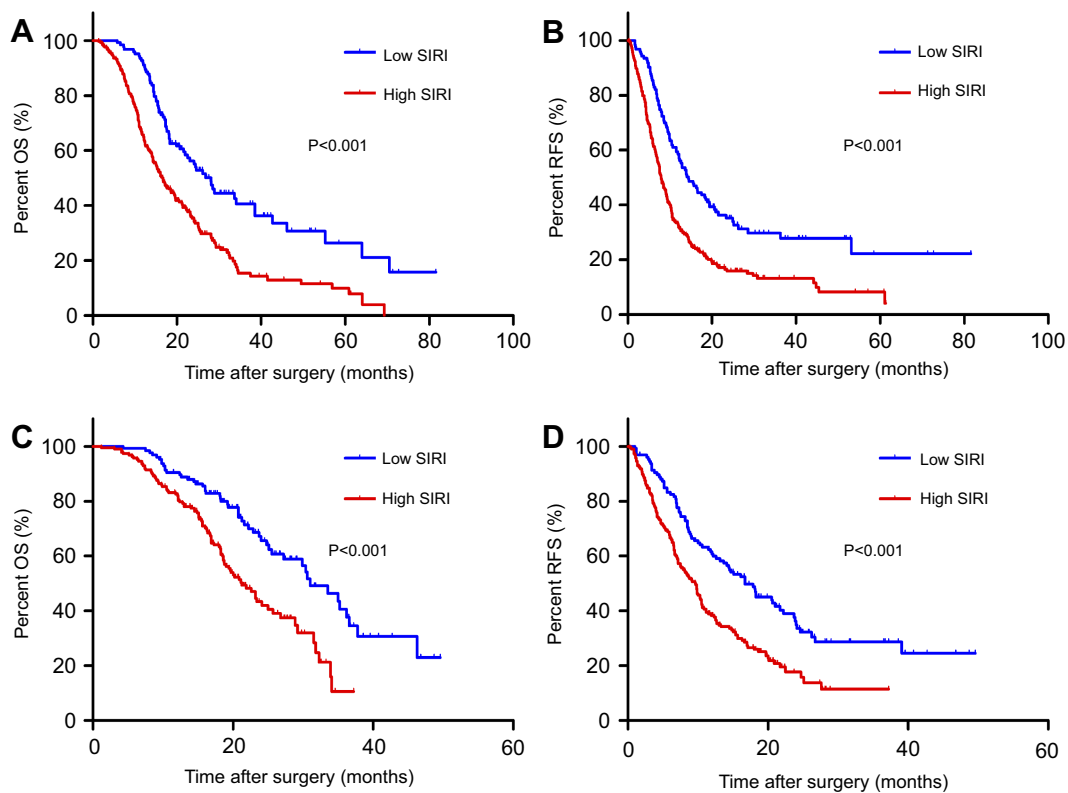 A
Percent OS (%)
100
80
60
40
20
0
Low SIRI
High SIRI
P<0.001
0 20 40 60 80 100
Time after surgery (months)
B
Percent RFS (%)
100
80
60
40
20
0
Low SIRI
High SIRI
P<0.001
0 20 40 60 80 100
Time after surgery (months)
C
Percent OS (%)
100
80
60
40
20
0
Low SIRI
High SIRI
P<0.001
0 20 40 60
Time after surgery (months)
D
Percent RFS (%)
100
80
60
40
20
0
Low SIRI
High SIRI
P<0.001
0 20 40 60
Time after surgery (months)